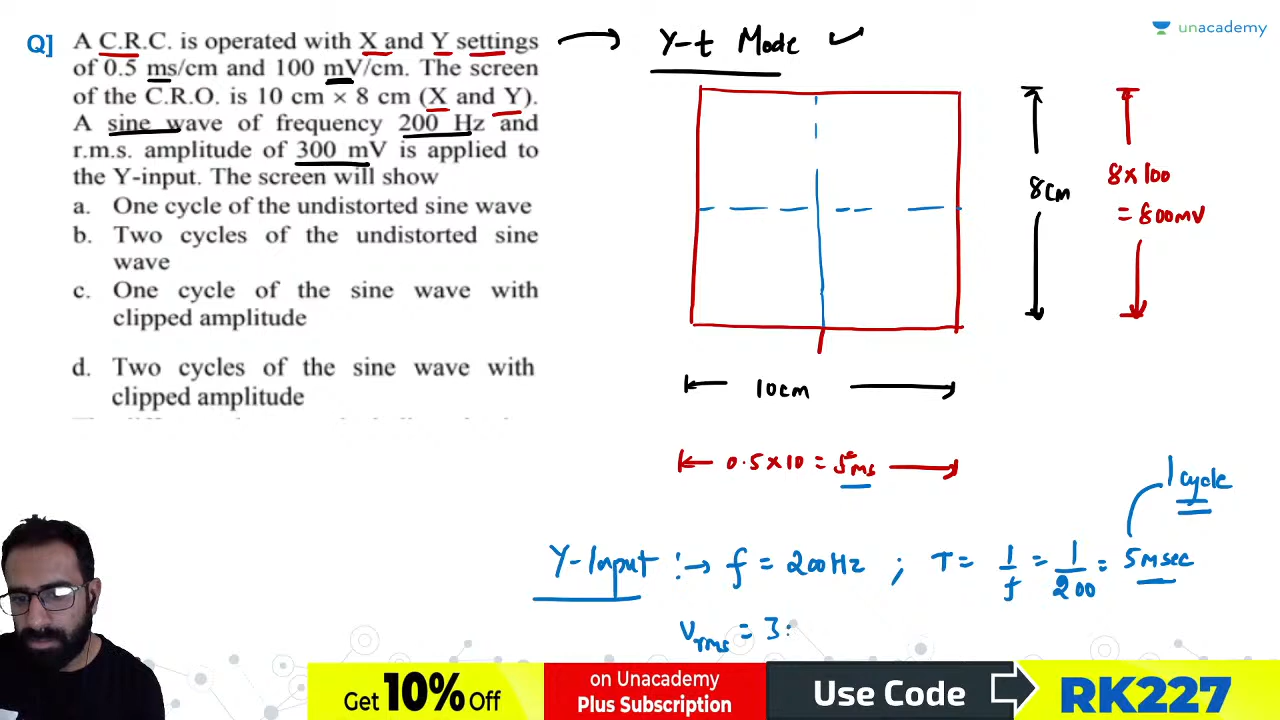 Q] A C.R.C. is operated with X and Y settings
of 0.5 ms/cm and 100 mV/cm. The screen
of the C.R.O. is 10 cm × 8 cm (X and Y).
A sine wave of frequency 200 Hz and
r.m.s. amplitude of 300 mV is applied to
the Y-input. The screen will show
a. One cycle of the undistorted sine wave
b. Two cycles of the undistorted sine
wave
c. One cycle of the sine wave with
clipped amplitude
d. Two cycles of the sine wave with
clipped amplitude
Y-t Mode
unacademy
8cm
8×100
= 800mV
10cm
0.5×10 = 5ms
1 cycle
Y-Input :→ f = 200Hz ; T = 1/f = 1/200 = 5msec
Vrms = 3
Get 10% Off
on Unacademy
Plus Subscription
Use Code
RK227